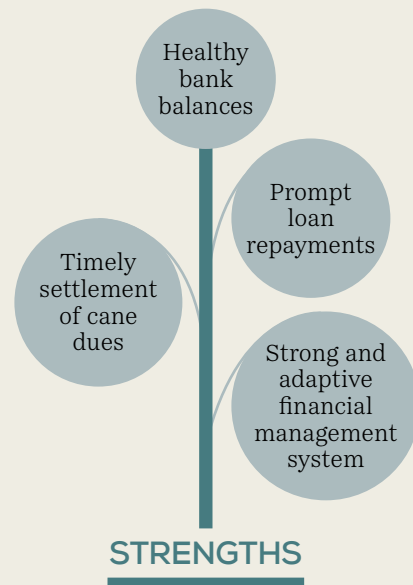 Healthy
bank
balances
Prompt
loan
repayments
Timely
settlement
of cane
dues
Strong and
adaptive
financial
management
system
STRENGTHS